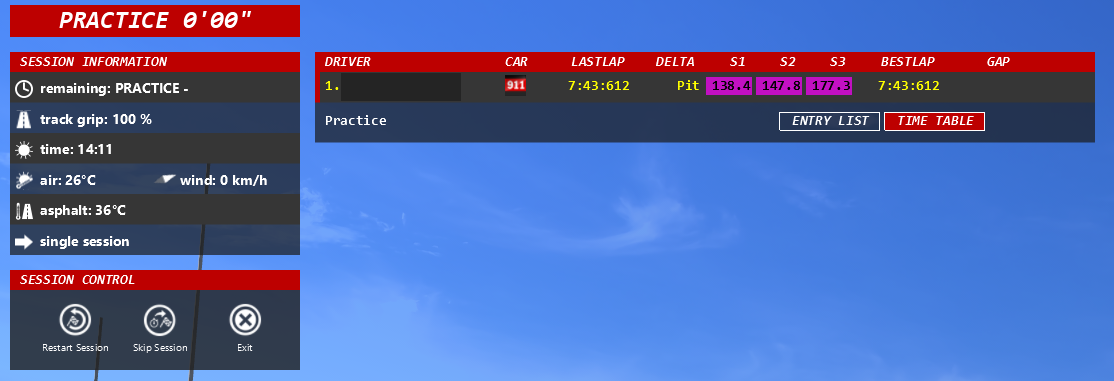 PRACTICE 0'00"
SESSION INFORMATION
remaining: PRACTICE -
track grip: 100 %
time: 14:11
air: 26°C wind: 0 km/h
asphalt: 36°C
single session
SESSION CONTROL
Restart Session Skip Session Exit
DRIVER CAR LASTLAP DELTA S1 S2 S3 BESTLAP GAP
1. 911 7:43:612 Pit 138.4 147.8 177.3 7:43:612
Practice ENTRY LIST TIME TABLE